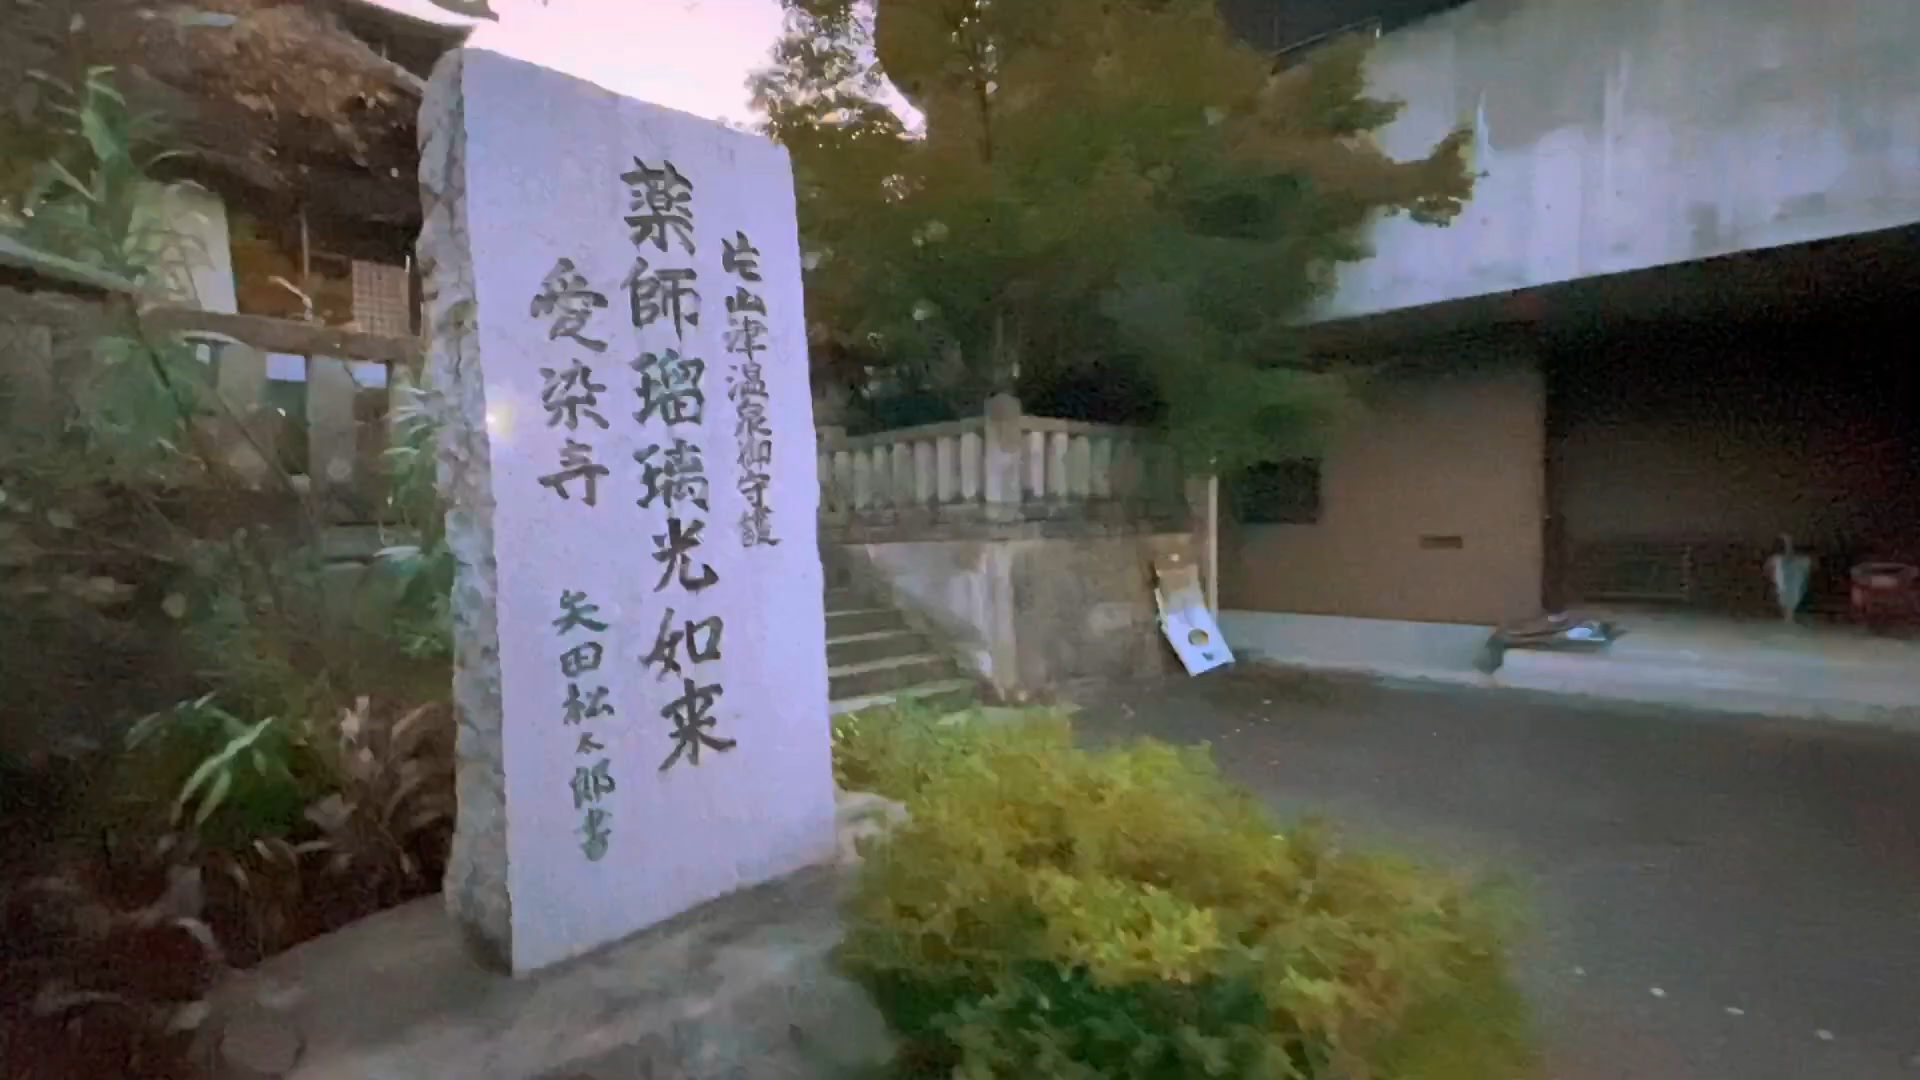 片山津温泉御守護
薬師瑠璃光如来
愛染寺
矢田松太郎書